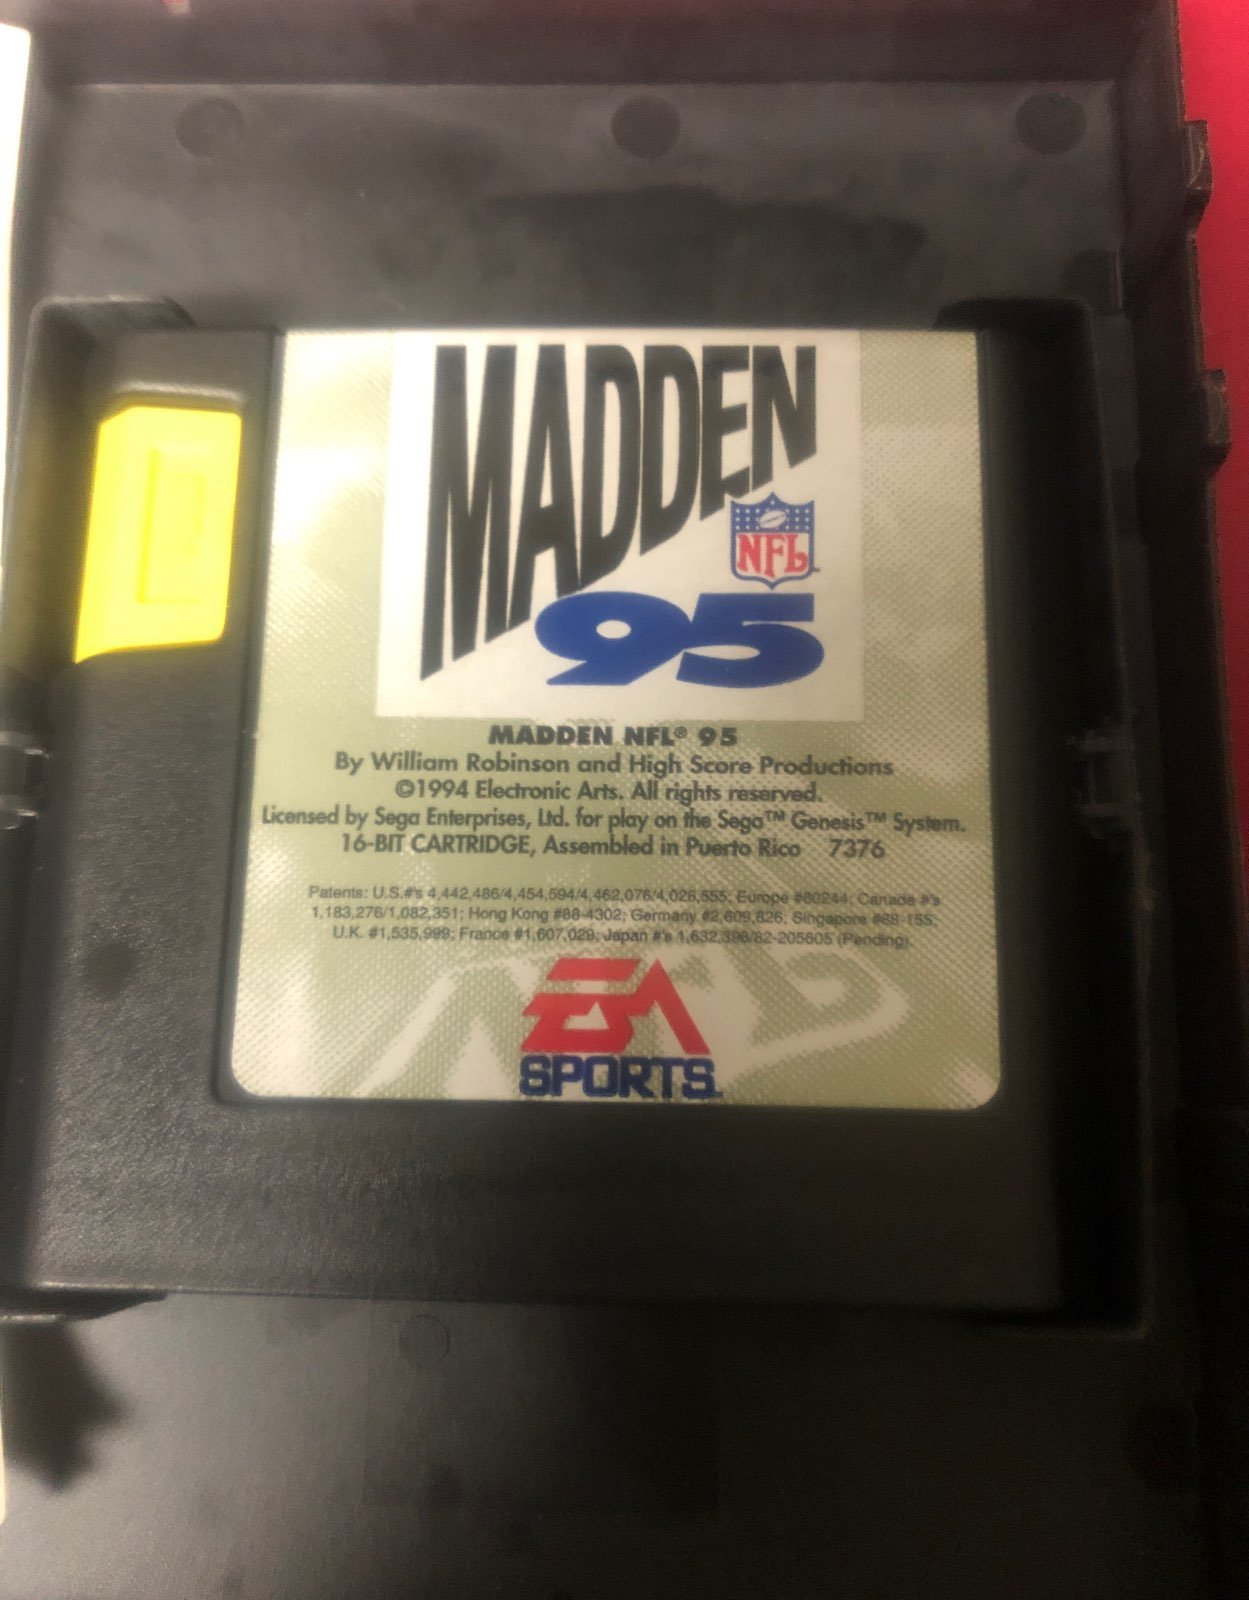 MADDEN
NFL
95
MADDEN NFL® 95
By William Robinson and High Score Productions
©1994 Electronic Arts. All rights reserved.
Licensed by Sega Enterprises, Ltd. for play on the Sega™ Genesis™ System.
16-BIT CARTRIDGE, Assembled in Puerto Rico 7376
Patents: U.S.#'s 4,442,486/4,454,594/4,462,076/4,026,555; Europe #80244; Canada #'s
1,183,276/1,082,351; Hong Kong #88-4302; Germany #2,609,826; Singapore #88-155;
U.K. #1,535,999; France #1,607,029; Japan #'s 1,632,396/82-205605 (Pending)
EA
SPORTS